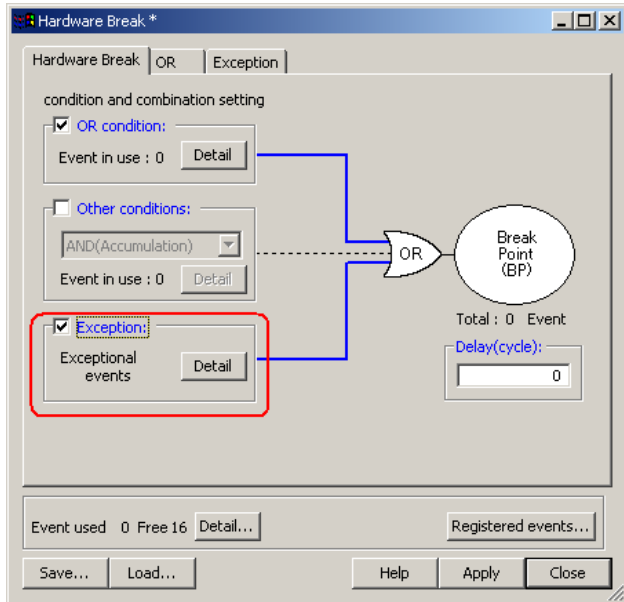 Hardware Break *
Hardware Break OR Exception
condition and combination setting
OR condition:
Event in use : 0 Detail
Other conditions:
AND(Accumulation)
Event in use : 0 Detail
Exception:
Exceptional
events
Detail
OR
Break
Point
(BP)
Total : 0 Event
Delay(cycle):
0
Event used 0 Free 16 Detail... Registered events...
Save... Load... Help Apply Close